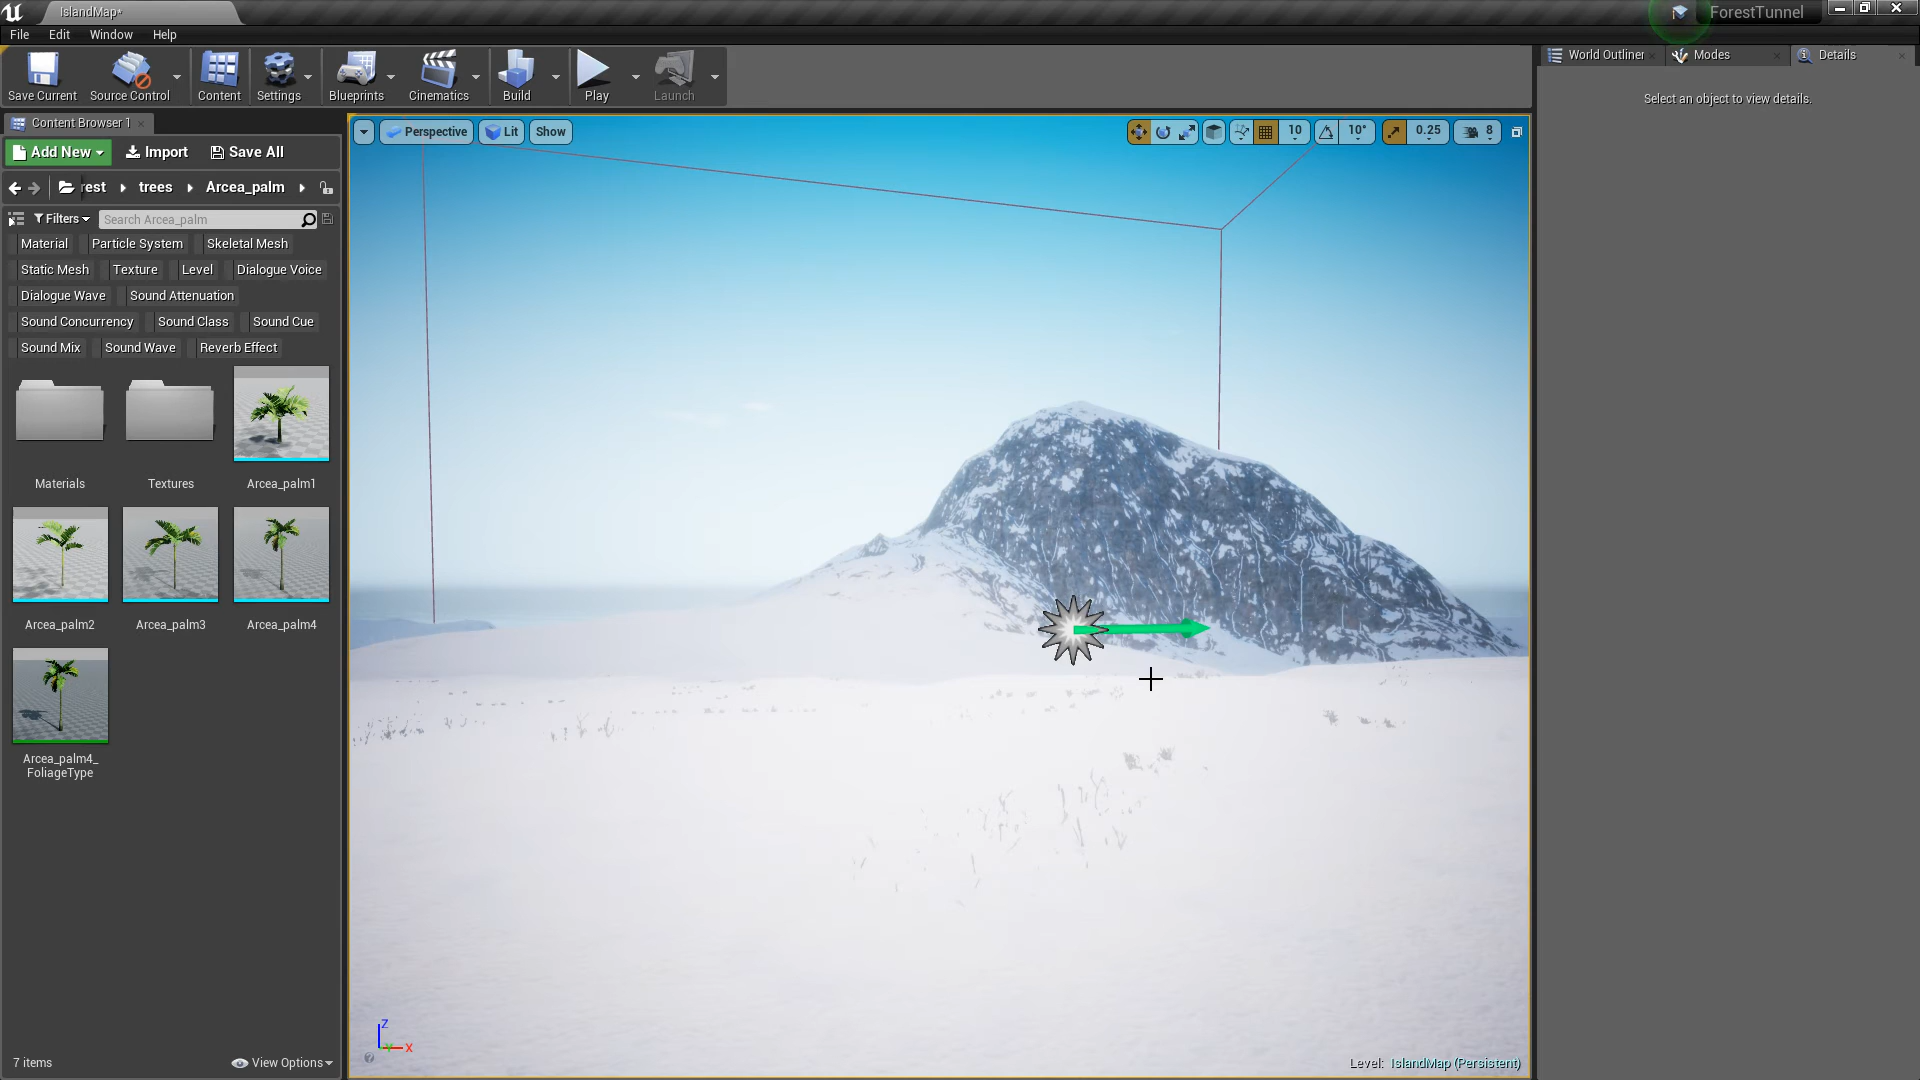 IslandMap*
ForestTunnel
File Edit Window Help
World Outliner Modes Details
Save Current Source Control Content Settings Blueprints Cinematics Build Play Launch
Select an object to view details.
Content Browser 1
Perspective Lit Show 10 10° 0.25 8
Add New Import Save All
rest trees Arcea_palm
Filters Search Arcea_palm
Material Particle System Skeletal Mesh
Static Mesh Texture Level Dialogue Voice
Dialogue Wave Sound Attenuation
Sound Concurrency Sound Class Sound Cue
Sound Mix Sound Wave Reverb Effect
Materials Textures Arcea_palm1
Arcea_palm2 Arcea_palm3 Arcea_palm4
Arcea_palm4_
FoliageType
Z
Y X
7 items View Options
Level: IslandMap (Persistent)